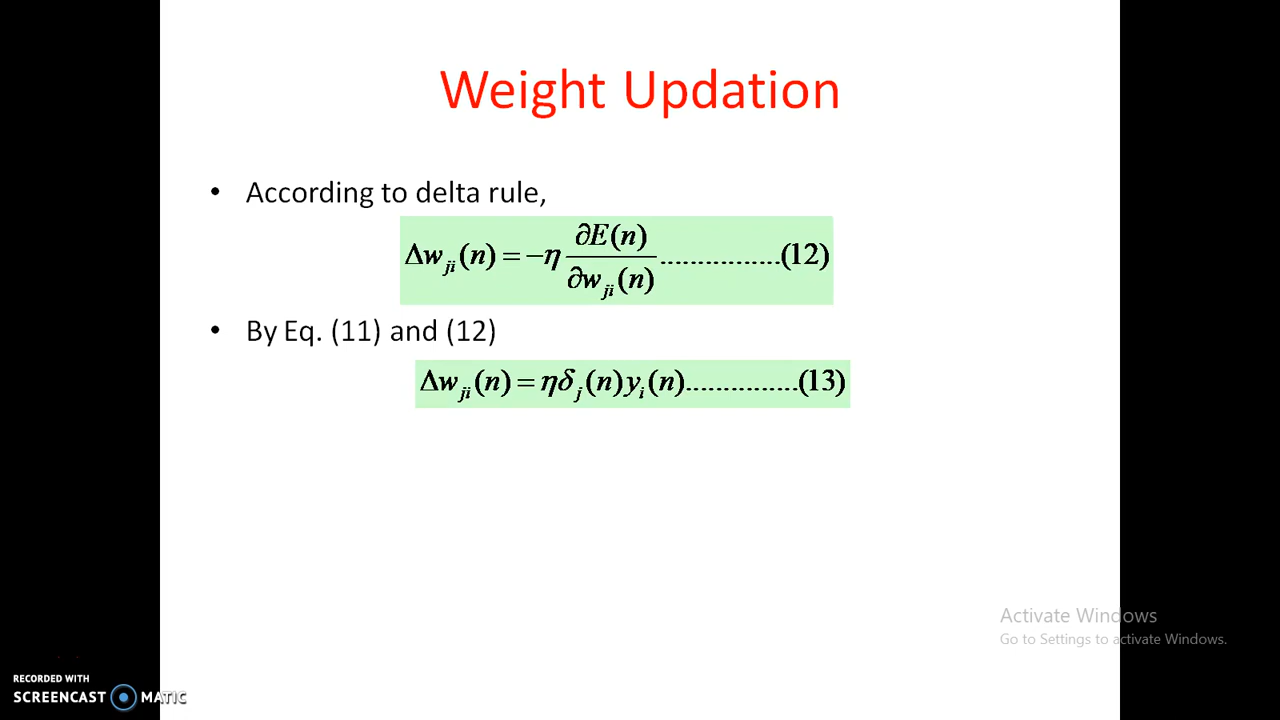 Weight Updation
• According to delta rule,
Δw_ji(n) = −η ∂E(n)/∂w_ji(n) ................(12)
• By Eq. (11) and (12)
Δw_ji(n) = ηδ_j(n)y_i(n)...............(13)
Activate Windows
Go to Settings to activate Windows.
RECORDED WITH
SCREENCAST MATIC